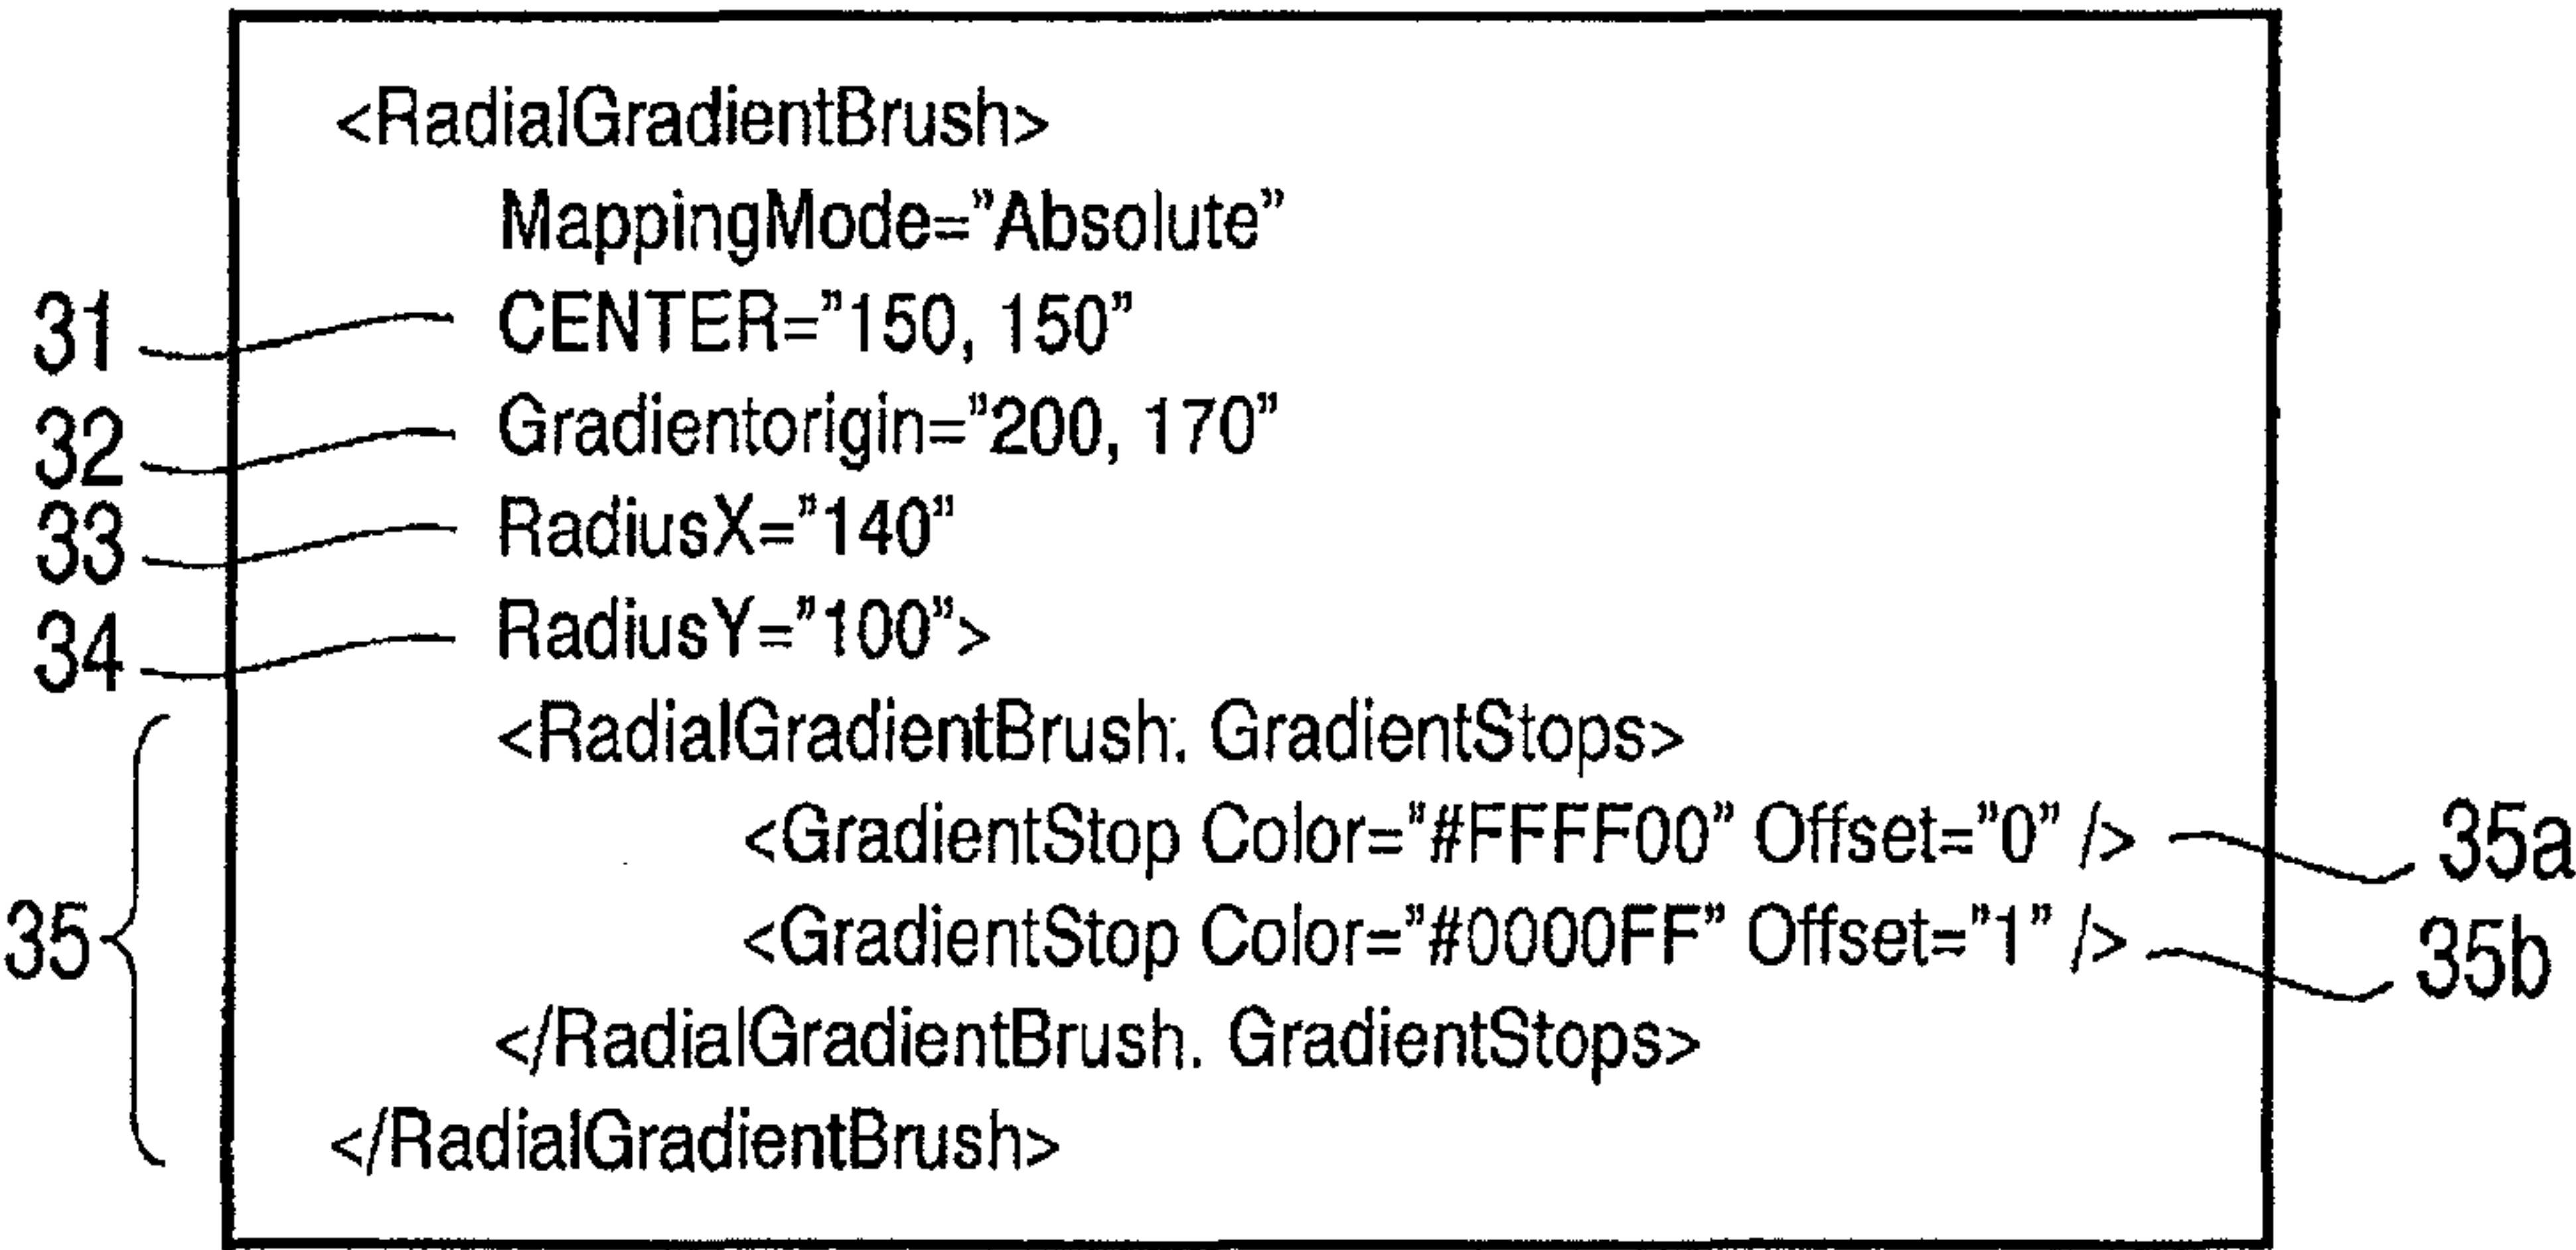 <RadialGradientBrush>
MappingMode=”Absolute”
31 CENTER=”150, 150”
32 Gradientorigin=”200, 170”
33 RadiusX=”140”
34 RadiusY=”100”>
<RadialGradientBrush. GradientStops>
<GradientStop Color=”#FFFF00” Offset=”0” /> 35a
35 <GradientStop Color=”#0000FF” Offset=”1” /> 35b
</RadialGradientBrush. GradientStops>
</RadialGradientBrush>